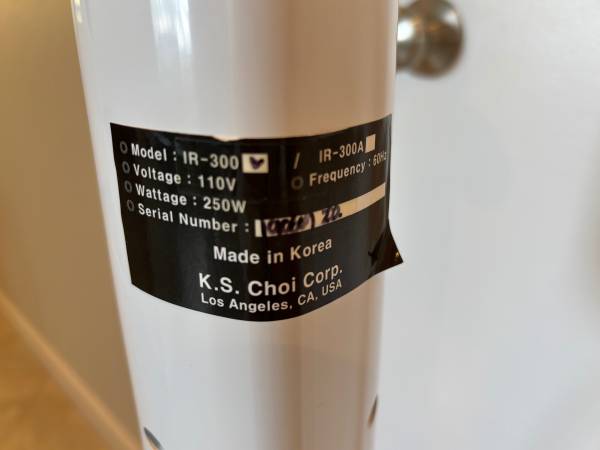 Model : IR-300 / IR-300A
Voltage : 110V Frequency : 60Hz
Wattage : 250W
Serial Number :
Made in Korea
K.S. Choi Corp.
Los Angeles, CA, USA